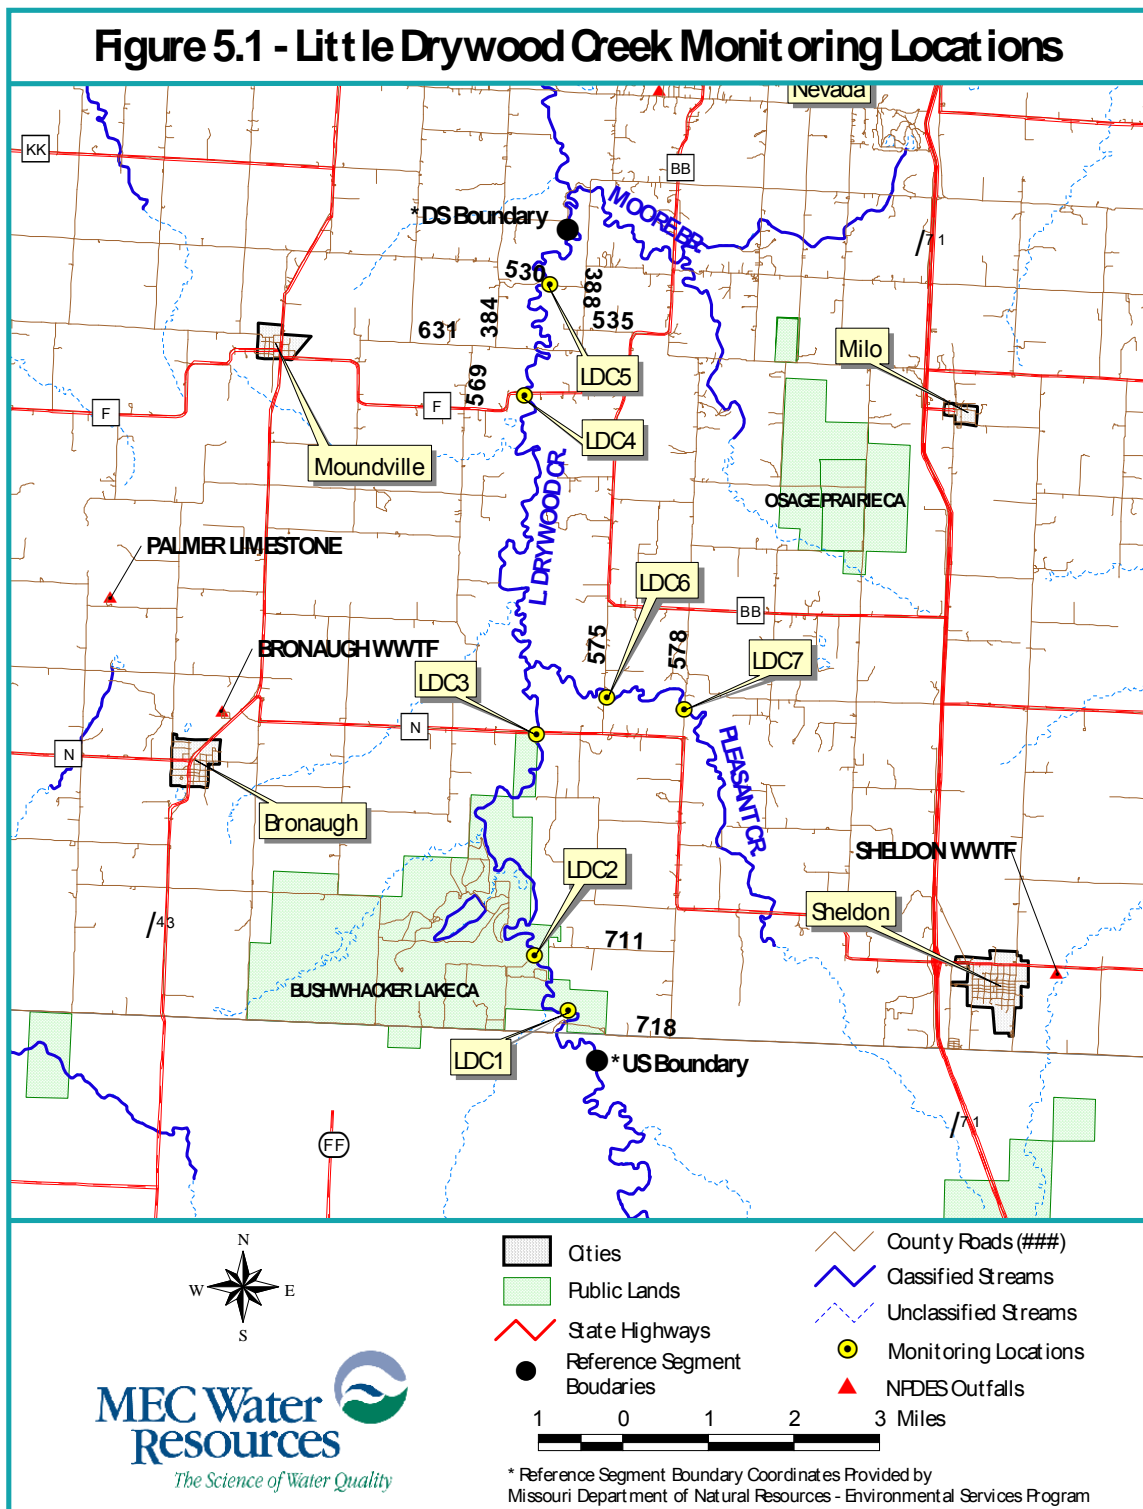 Figure 5.1 - Little Drywood Creek Monitoring Locations
Nevada
KK
BB
* DS Boundary
MOORE BR.
/71
530
388
384
535
631
Milo
LDC5
569
F
F
LDC4
Moundville
L. DRYWOOD CR.
OSAGE PRAIRIE CA
PALMER LIMESTONE
LDC6
BB
575
578
BRONAUGH WWTF
LDC3
LDC7
N
N
PLEASANT CR.
Bronaugh
SHELDON WWTF
LDC2
Sheldon
/43
711
BUSHWHACKER LAKE CA
718
LDC1
* US Boundary
/71
FF
N
W
E
S
Cities
Public Lands
State Highways
Reference Segment
Boudaries
County Roads (###)
Classified Streams
Unclassified Streams
Monitoring Locations
NPDES Outfalls
1 0 1 2 3 Miles
MEC Water
Resources
The Science of Water Quality
* Reference Segment Boundary Coordinates Provided by
Missouri Department of Natural Resources - Environmental Services Program